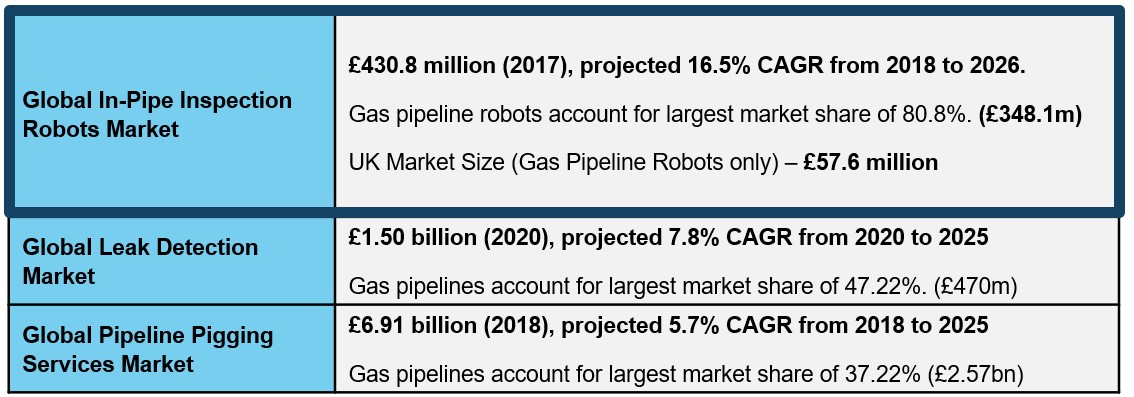 Global In-Pipe Inspection
Robots Market
£430.8 million (2017), projected 16.5% CAGR from 2018 to 2026.
Gas pipeline robots account for largest market share of 80.8%. (£348.1m)
UK Market Size (Gas Pipeline Robots only) – £57.6 million
Global Leak Detection
Market
£1.50 billion (2020), projected 7.8% CAGR from 2020 to 2025
Gas pipelines account for largest market share of 47.22%. (£470m)
Global Pipeline Pigging
Services Market
£6.91 billion (2018), projected 5.7% CAGR from 2018 to 2025
Gas pipelines account for largest market share of 37.22% (£2.57bn)